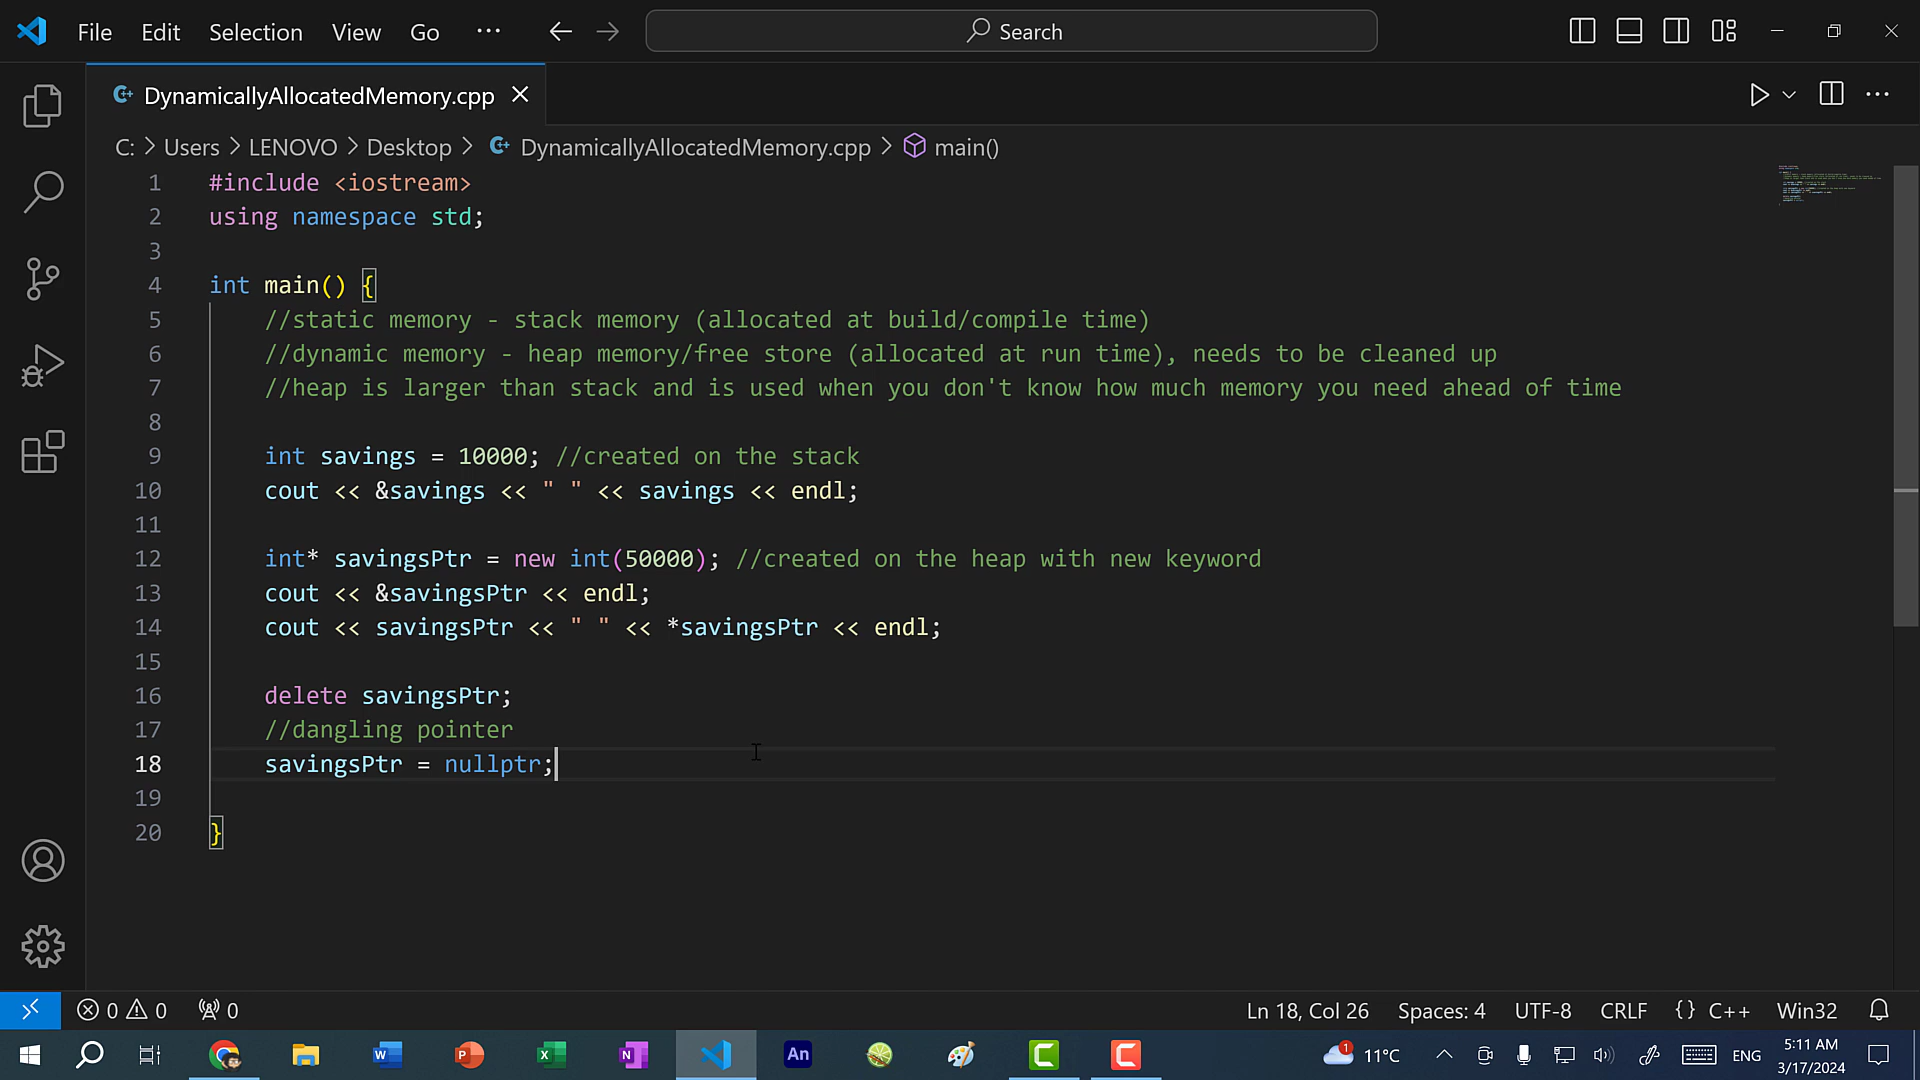 File Edit Selection View Go ··· Search
DynamicallyAllocatedMemory.cpp
C: > Users > LENOVO > Desktop > DynamicallyAllocatedMemory.cpp > main()
1 #include <iostream>
2 using namespace std;
3
4 int main() {
5 //static memory - stack memory (allocated at build/compile time)
6 //dynamic memory - heap memory/free store (allocated at run time), needs to be cleaned up
7 //heap is larger than stack and is used when you don't know how much memory you need ahead of time
8
9 int savings = 10000; //created on the stack
10 cout << &savings << " " << savings << endl;
11
12 int* savingsPtr = new int(50000); //created on the heap with new keyword
13 cout << &savingsPtr << endl;
14 cout << savingsPtr << " " << *savingsPtr << endl;
15
16 delete savingsPtr;
17 //dangling pointer
18 savingsPtr = nullptr;
19
20 }
0 0 0 Ln 18, Col 26 Spaces: 4 UTF-8 CRLF {} C++ Win32
W P X N An 1 11°C ENG 5:11 AM
3/17/2024